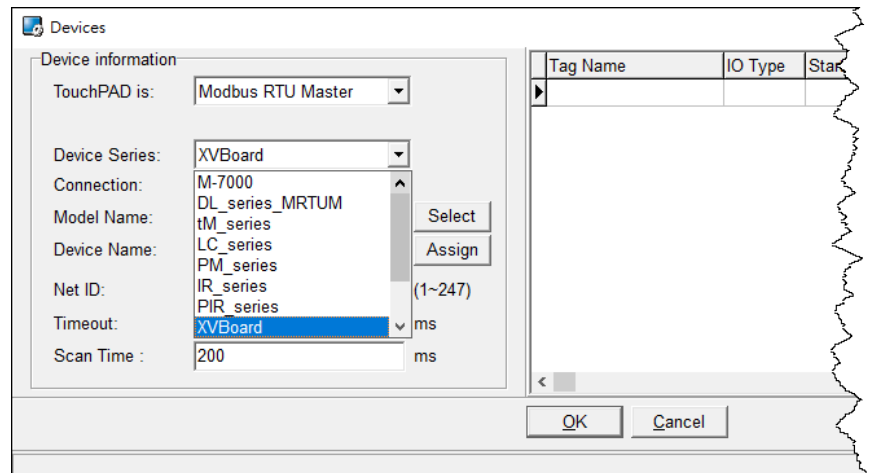 Devices
Device information
TouchPAD is: Modbus RTU Master
Device Series: XVBoard
Connection:
M-7000
DL_series_MRTUM
Model Name:
tM_series
Select
Device Name:
LC_series
Assign
PM_series
IR_series
Net ID:
(1~247)
PIR_series
Timeout:
XVBoard
ms
Scan Time : 200 ms
Tag Name IO Type Star
OK Cancel